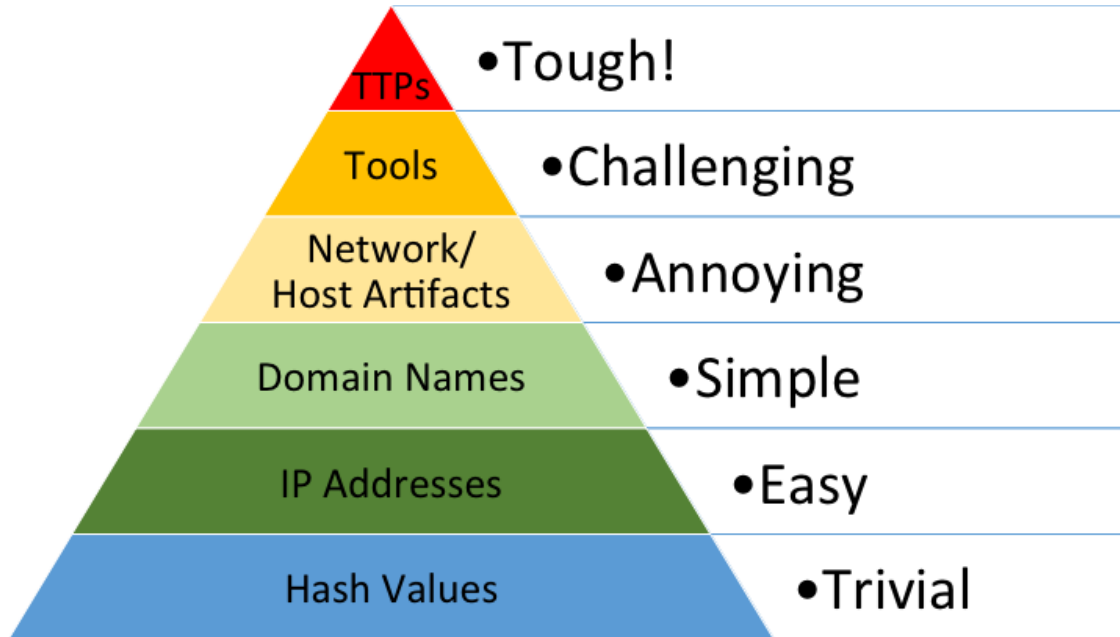 TTPs
•Tough!
Tools
•Challenging
Network/
Host Artifacts
•Annoying
Domain Names
•Simple
IP Addresses
•Easy
Hash Values
•Trivial